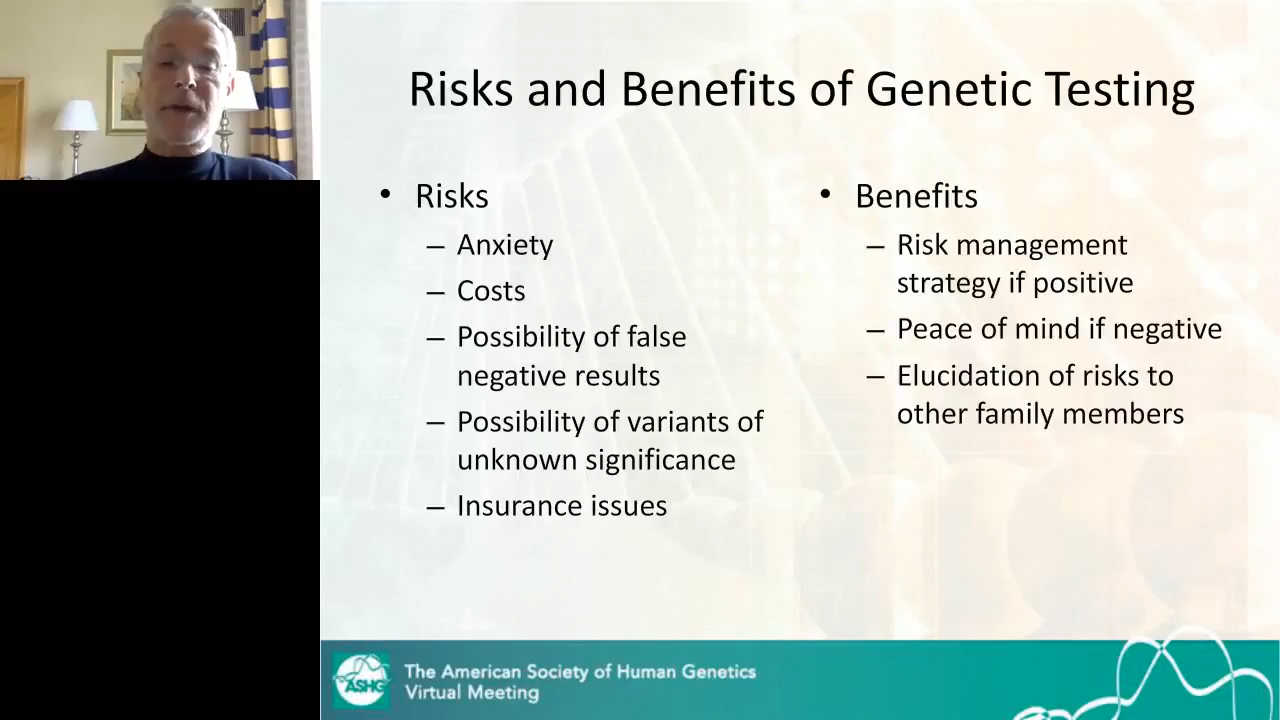 Risks and Benefits of Genetic Testing
• Risks
– Anxiety
– Costs
– Possibility of false
negative results
– Possibility of variants of
unknown significance
– Insurance issues
• Benefits
– Risk management
strategy if positive
– Peace of mind if negative
– Elucidation of risks to
other family members
ASHG
The American Society of Human Genetics
Virtual Meeting